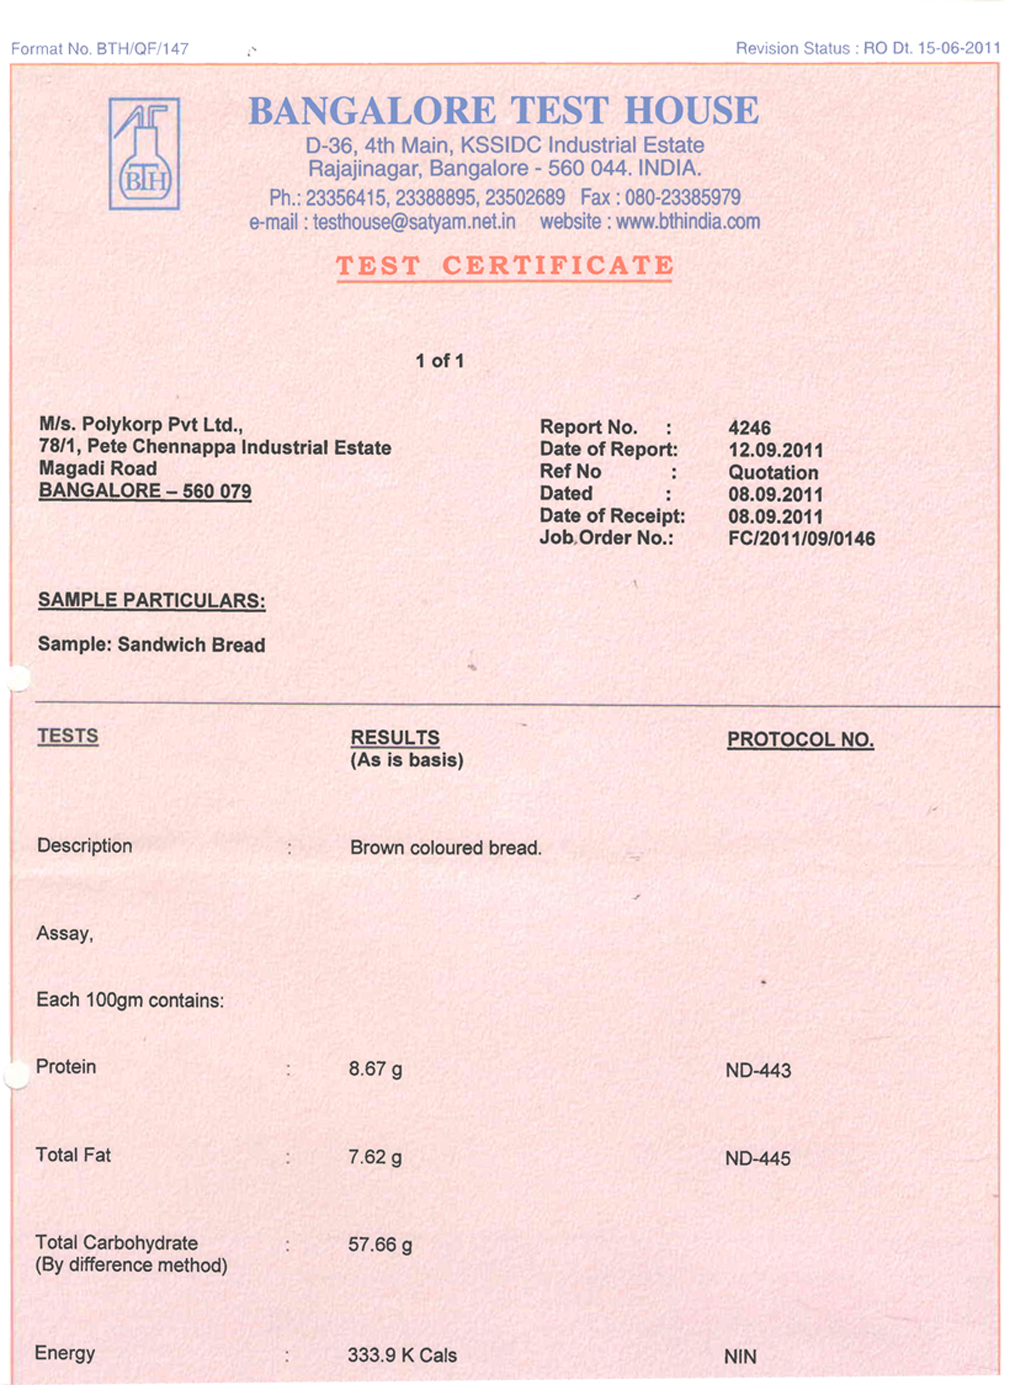 Format No. BTH/QF/147 Revision Status : RO Dt. 15-06-2011
BTH
BANGALORE TEST HOUSE
D-36, 4th Main, KSSIDC Industrial Estate
Rajajinagar, Bangalore - 560 044. INDIA.
Ph.: 23356415, 23388895, 23502689 Fax : 080-23385979
e-mail : testhouse@satyam.net.in website : www.bthindia.com
TEST CERTIFICATE
1 of 1
M/s. Polykorp Pvt Ltd.,
78/1, Pete Chennappa Industrial Estate
Magadi Road
BANGALORE – 560 079
Report No. : 4246
Date of Report: 12.09.2011
Ref No : Quotation
Dated : 08.09.2011
Date of Receipt: 08.09.2011
Job Order No.: FC/2011/09/0146
SAMPLE PARTICULARS:
Sample: Sandwich Bread
TESTS RESULTS PROTOCOL NO.
(As is basis)
Description : Brown coloured bread.
Assay,
Each 100gm contains:
Protein : 8.67 g ND-443
Total Fat : 7.62 g ND-445
Total Carbohydrate : 57.66 g
(By difference method)
Energy : 333.9 K Cals NIN